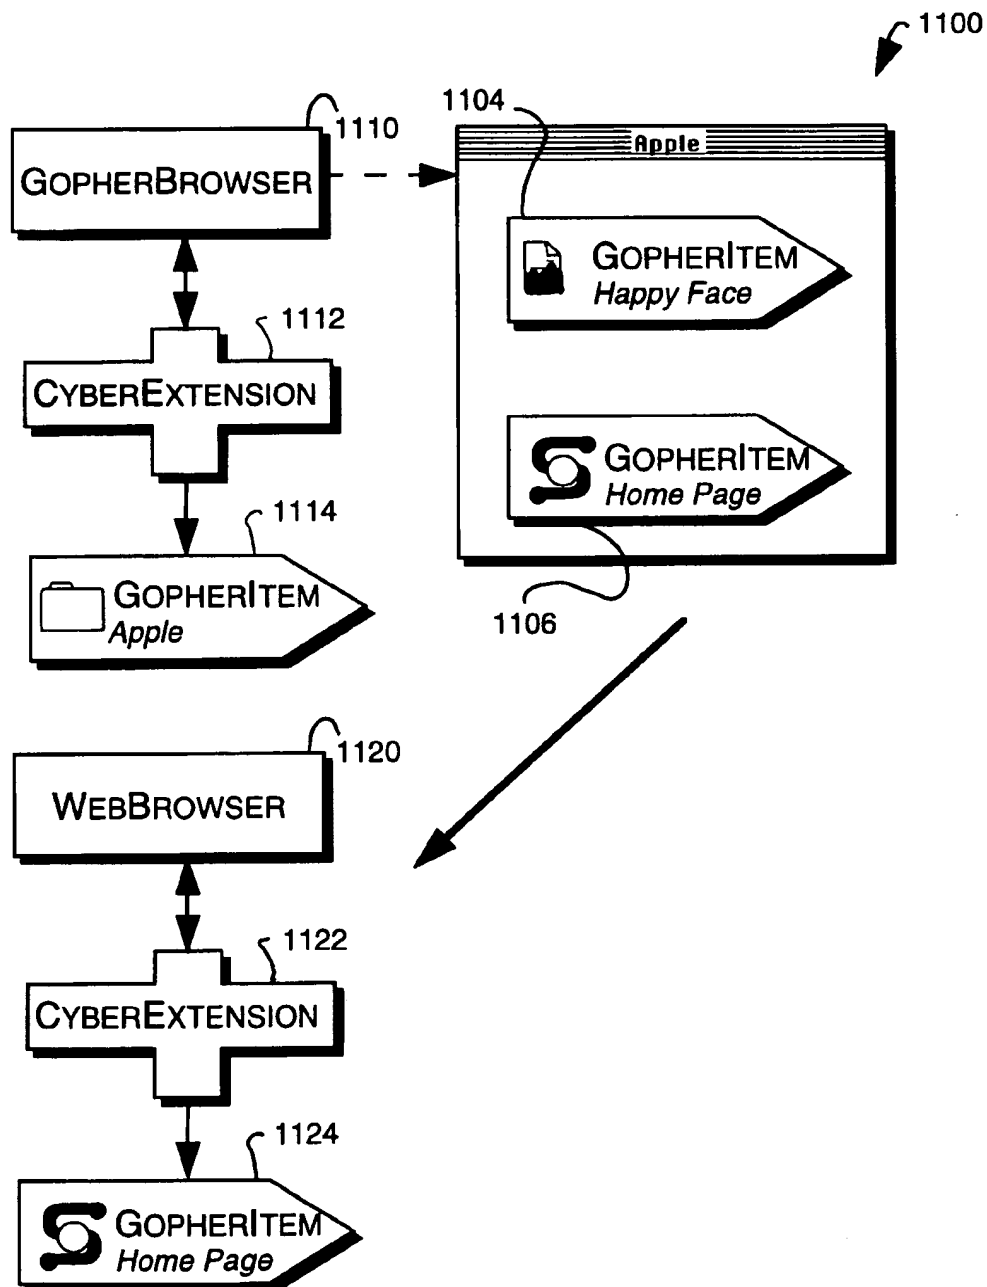 1100
1104
1110
Apple
GOPHERBROWSER
GOPHERITEM
Happy Face
1112
CYBEREXTENSION
GOPHERITEM
Home Page
1114
GOPHERITEM
Apple
1106
1120
WEBBROWSER
1122
CYBEREXTENSION
1124
GOPHERITEM
Home Page